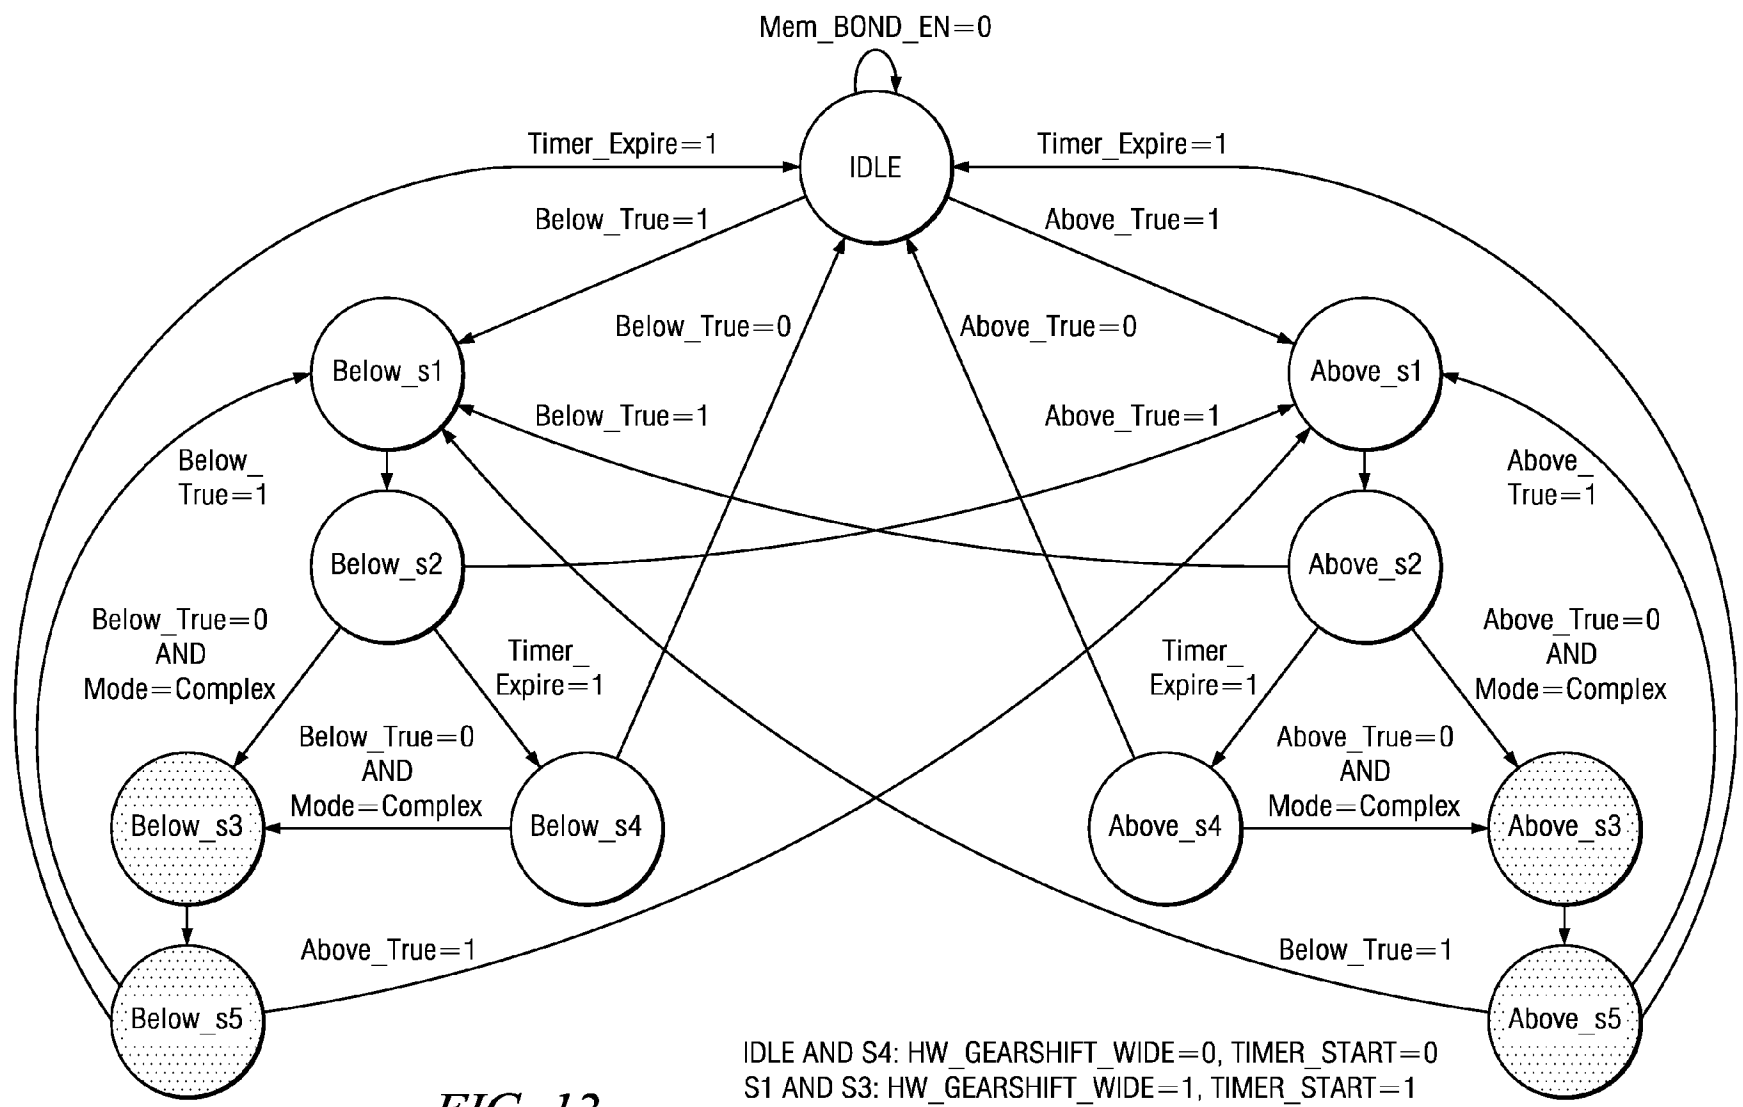 Mem_BOND_EN=0
Timer_Expire=1
Timer_Expire=1
IDLE
Below_True=1
Above_True=1
Below_True=0
Above_True=0
Below_s1
Above_s1
Below_True=1
Above_True=1
Below_
True=1
Above_
True=1
Below_s2
Above_s2
Below_True=0
AND
Mode=Complex
Timer_
Expire=1
Timer_
Expire=1
Above_True=0
AND
Mode=Complex
Below_True=0
AND
Mode=Complex
Above_True=0
AND
Mode=Complex
Below_s3
Below_s4
Above_s4
Above_s3
Above_True=1
Below_True=1
Below_s5
Above_s5
IDLE AND S4: HW_GEARSHIFT_WIDE=0, TIMER_START=0
S1 AND S3: HW_GEARSHIFT_WIDE=1, TIMER_START=1